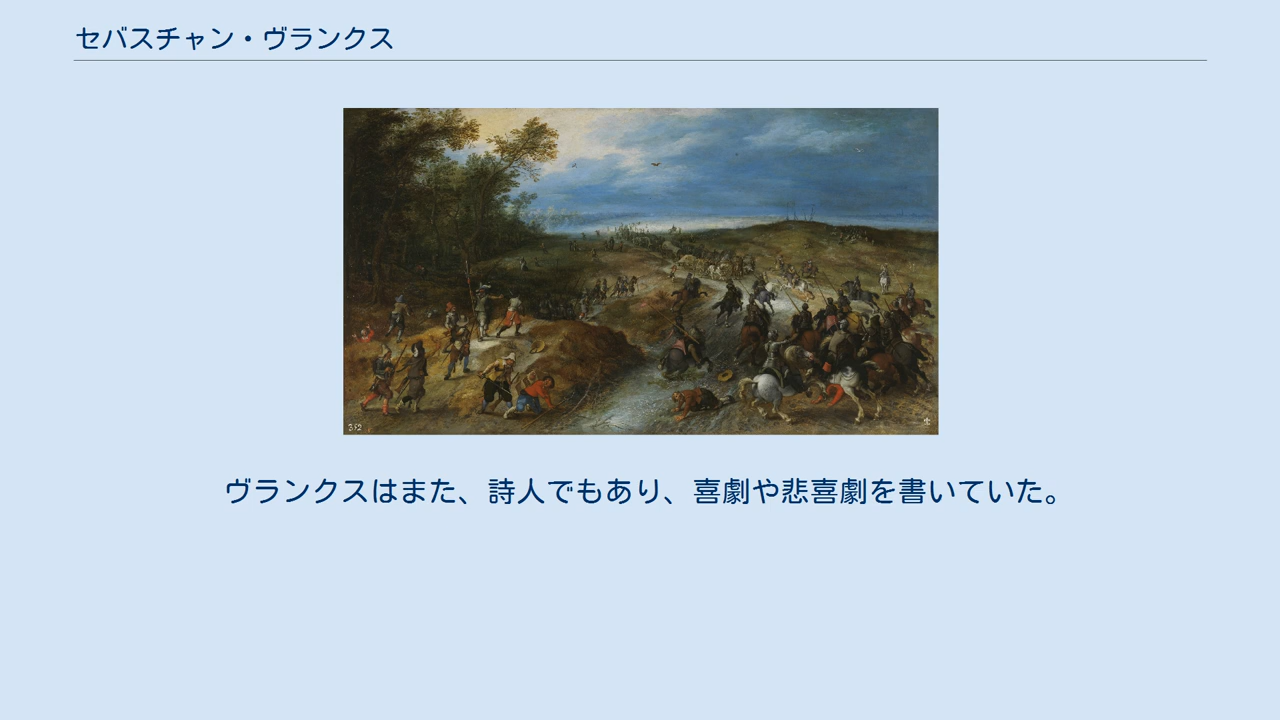 セバスチャン・ヴランクス
352
ヴランクスはまた、詩人でもあり、喜劇や悲喜劇を書いていた。